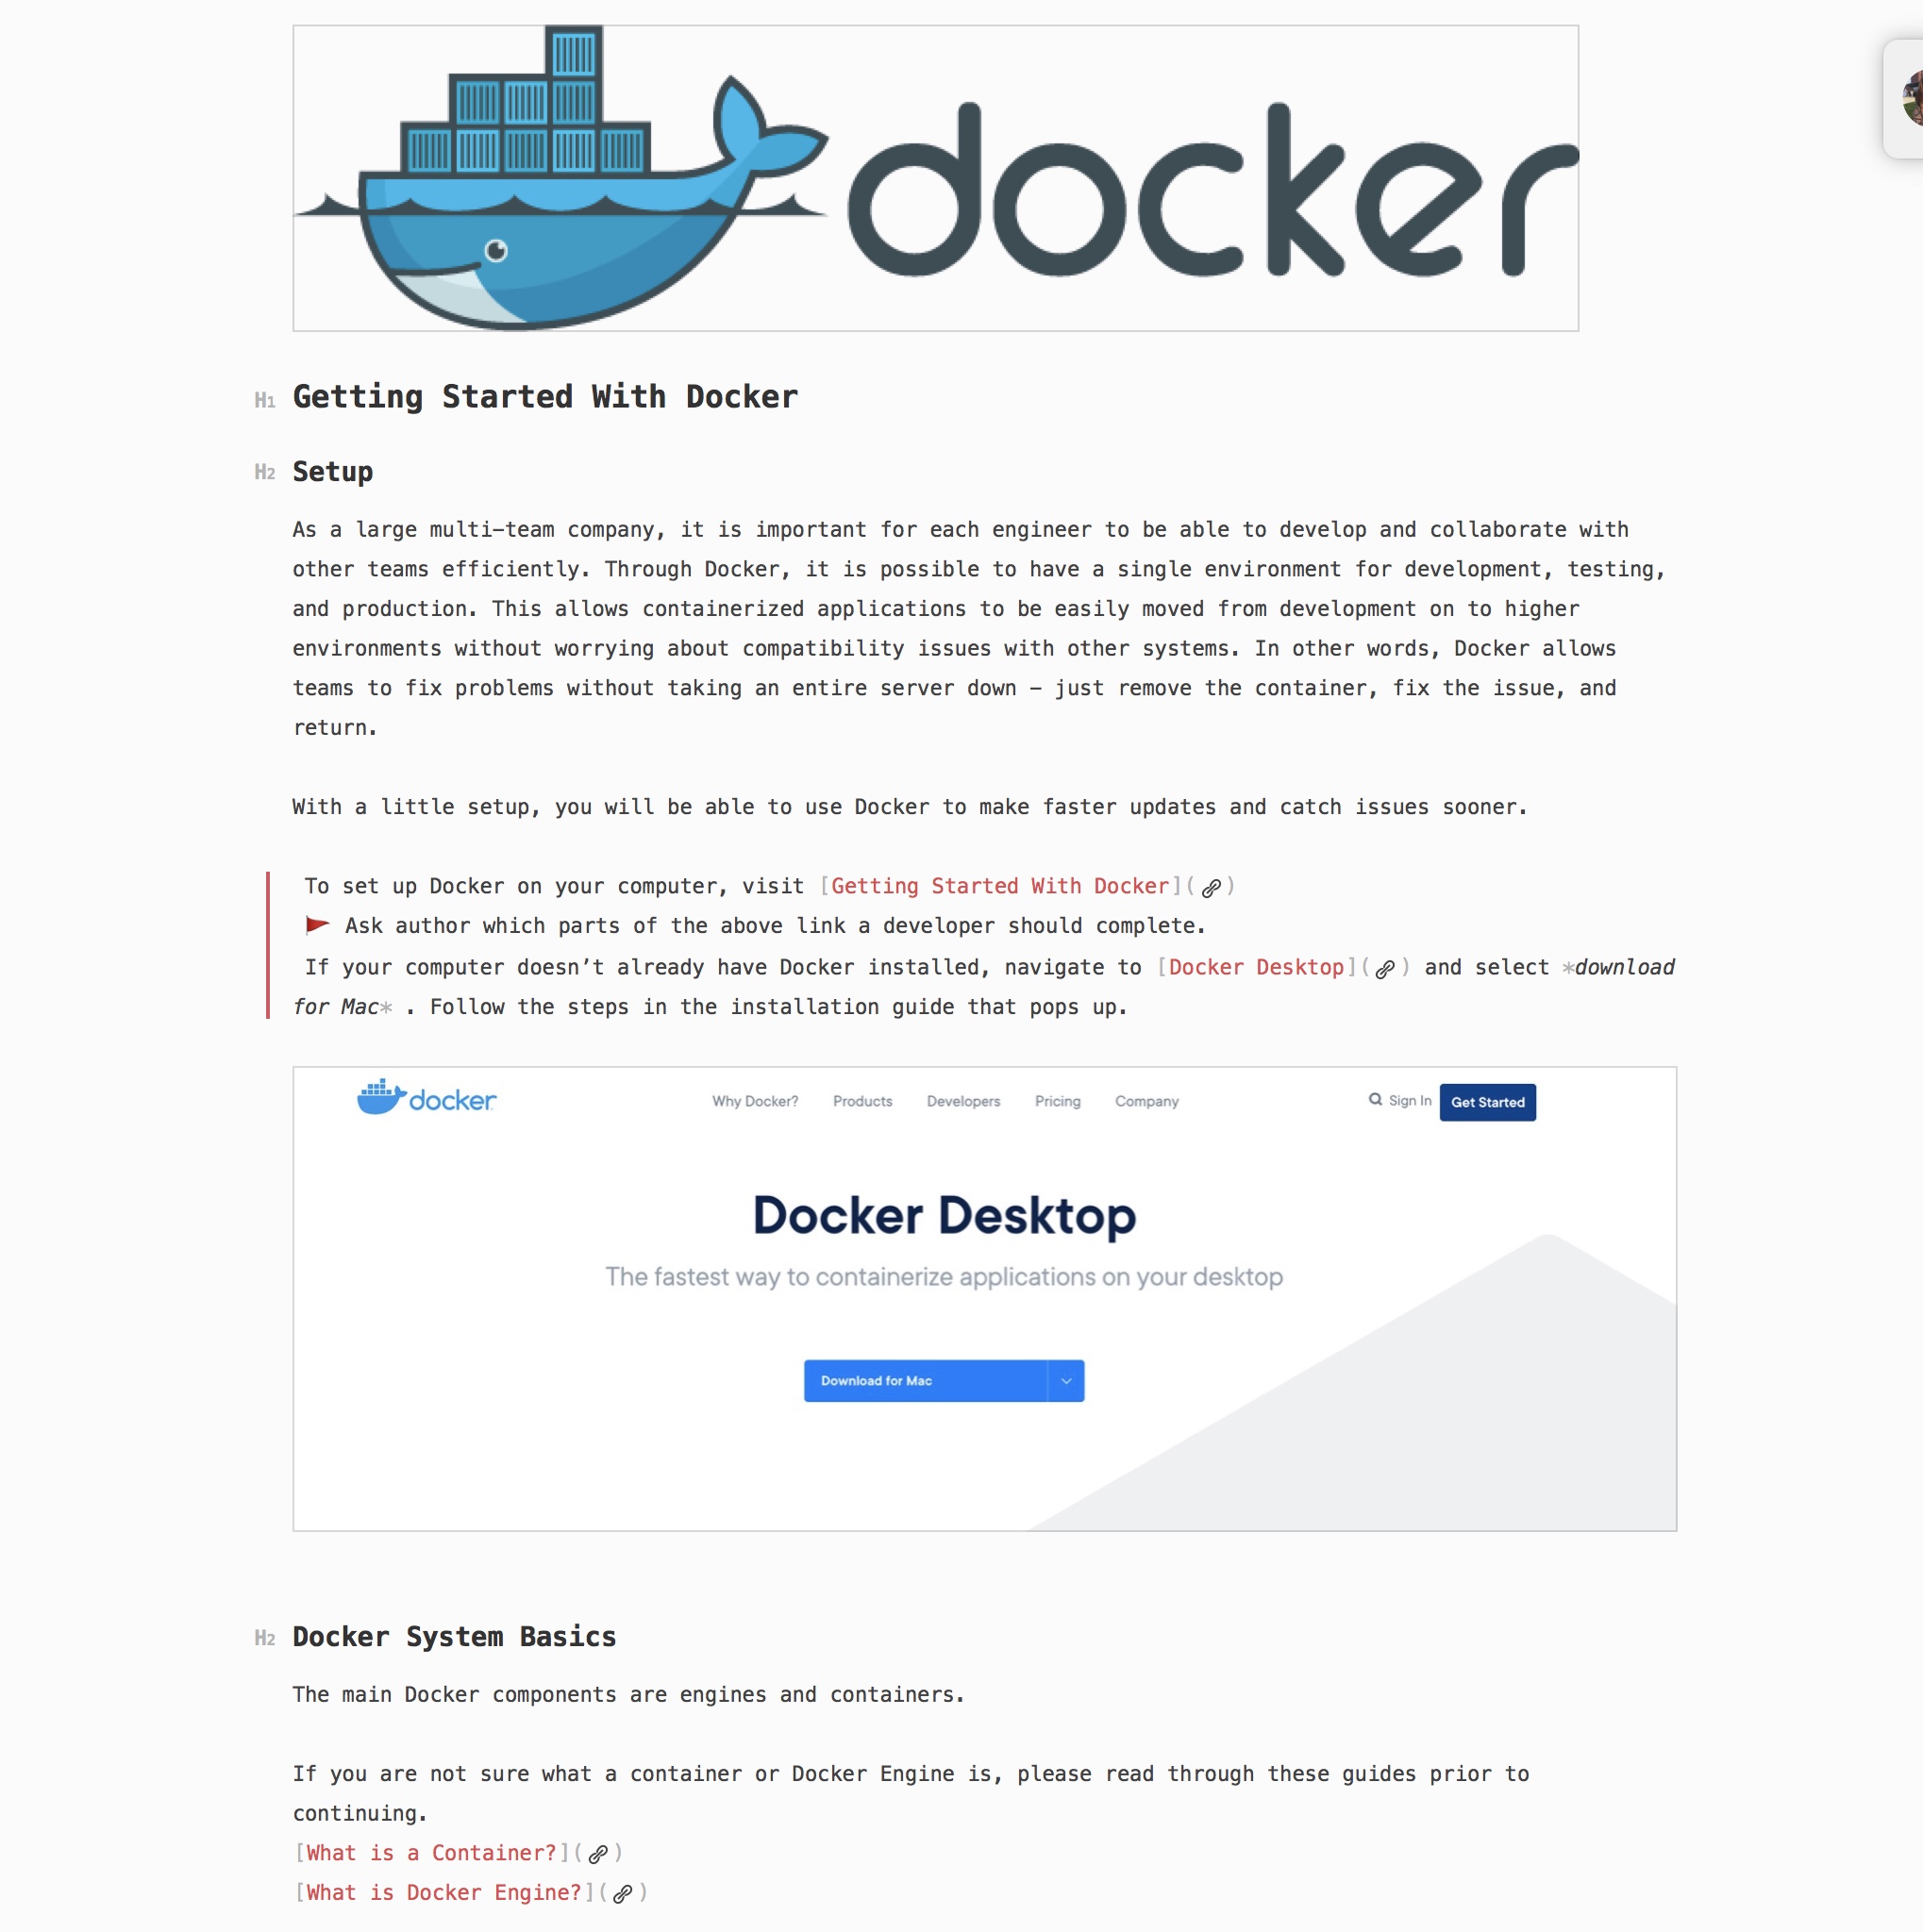 docker
H1 Getting Started With Docker
H2 Setup
As a large multi-team company, it is important for each engineer to be able to develop and collaborate with
other teams efficiently. Through Docker, it is possible to have a single environment for development, testing,
and production. This allows containerized applications to be easily moved from development on to higher
environments without worrying about compatibility issues with other systems. In other words, Docker allows
teams to fix problems without taking an entire server down – just remove the container, fix the issue, and
return.
With a little setup, you will be able to use Docker to make faster updates and catch issues sooner.
To set up Docker on your computer, visit [Getting Started With Docker](🔗)
🚩 Ask author which parts of the above link a developer should complete.
If your computer doesn’t already have Docker installed, navigate to [Docker Desktop](🔗) and select *download
for Mac* . Follow the steps in the installation guide that pops up.
docker
Why Docker? Products Developers Pricing Company Sign In Get Started
Docker Desktop
The fastest way to containerize applications on your desktop
Download for Mac
H2 Docker System Basics
The main Docker components are engines and containers.
If you are not sure what a container or Docker Engine is, please read through these guides prior to
continuing.
[What is a Container?](🔗)
[What is Docker Engine?](🔗)